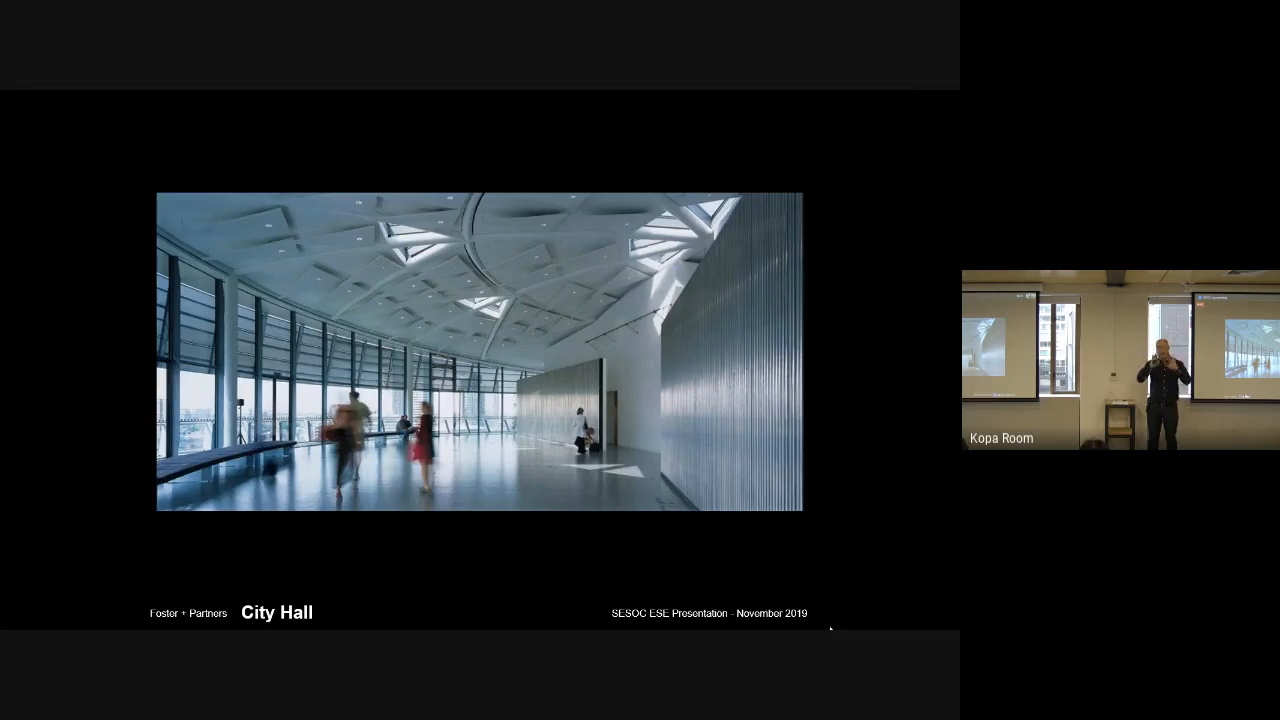 Kopa Room
Foster + Partners City Hall
SESOC ESE Presentation - November 2019